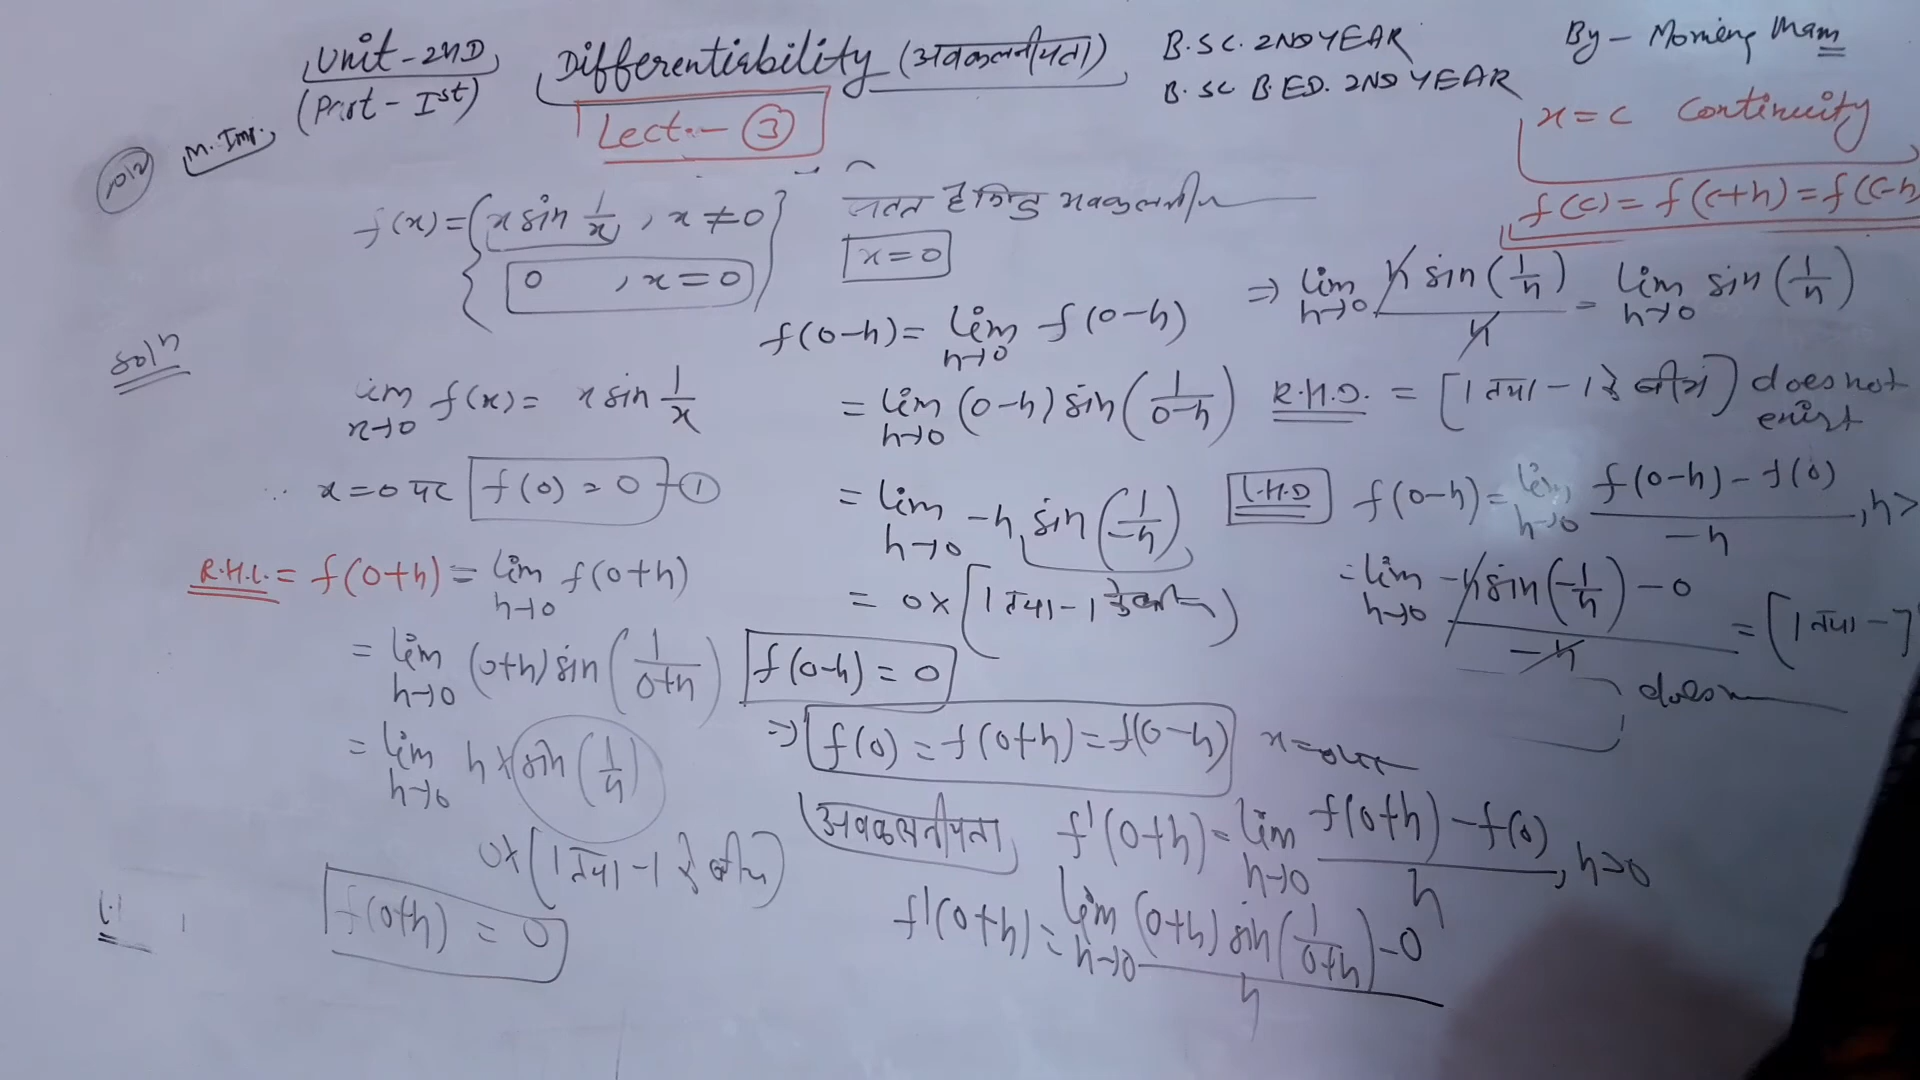 Unit-2ND
(Part-Ist)
Differentiability (अवकलनीयता)
B.SC. 2ND YEAR
B.SC B.ED. 2ND YEAR
By - Mam
Lect.- ③
M. Imp.
x=c Continuity
f(c) = f(c+h) = f(c-h
f(x) = { x sin 1/x , x ≠ 0
0 , x = 0 }
x=0
Soln
lim x→0 f(x) = x sin 1/x
∴ x=0 पर f(0) = 0 -①
R.H.L. = f(0+h) = lim h→0 f(0+h)
= lim h→0 (0+h) sin (1/0+h)
= lim h→0 h × sin (1/h)
0× (1 तथा -1 के बीच)
f(0+h) = 0
f(0-h) = lim h→0 f(0-h)
= lim h→0 (0-h) sin (1/0-h)
= lim h→0 -h sin (1/-h)
= 0× [1 तथा -1 के )
f(0-h) = 0
⇒ f(0) = f(0+h) = f(0-h) x=0 पर
अवकलनीयता f'(0+h) = lim h→0 f(0+h) - f(0) / h , h>0
f'(0+h) = lim h→0 (0+h) sin (1/0+h) - 0 / h
⇒ lim h→0 h sin (1/h) / h = lim h→0 sin (1/h)
R.H.D. = [1 तथा -1 के बीच] does not exist
L.H.D f(0-h) = lim h→0 f(0-h) - f(0) / -h , h>
= lim h→0 -h sin (-1/h) - 0 / -h = [1 तथा -1